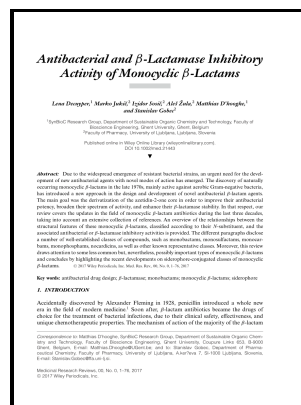 Antibacterial and β-Lactamase Inhibitory
Activity of Monocyclic β-Lactams
Lena Decuyper,¹ Marko Jukič,² Izidor Sosič,² Aleš Žula,² Matthias D'hooghe,¹
and Stanislav Gobec²
¹SynBioC Research Group, Department of Sustainable Organic Chemistry and Technology, Faculty of
Bioscience Engineering, Ghent University, Ghent, Belgium
²Faculty of Pharmacy, University of Ljubljana, Ljubljana, Slovenia
Published online in Wiley Online Library (wileyonlinelibrary.com).
DOI 10.1002/med.21443
▼
Abstract: Due to the widespread emergence of resistant bacterial strains, an urgent need for the devel-
opment of new antibacterial agents with novel modes of action has emerged. The discovery of naturally
occurring monocyclic β-lactams in the late 1970s, mainly active against aerobic Gram-negative bacteria,
has introduced a new approach in the design and development of novel antibacterial agents.
The main goal was the derivatization of the azetidin-2-one core in order to improve their antibacterial
potency, broaden their spectrum of activity, and enhance their β-lactamase stability. In that respect, our
review covers the updates in the field of monocyclic β-lactam antibiotics during the last three decades,
taking into account an extensive collection of references. An overview of the relationships between the
structural features of these monocyclic β-lactams, classified according to their N-substituent, and the
associated antibacterial or β-lactamase inhibitory activities is provided. The different paragraphs disclose
a number of well-established classes of compounds, such as monobactams, monosulfactams, monocar-
bams, monophosphams, nocardicins, as well as other known representative classes. Moreover, this review
draws attention to some less common but, nevertheless, possibly important types of monocyclic β-lactams
and concludes by highlighting the recent developments on siderophore-conjugated classes of monocyclic
β-lactams. © 2017 Wiley Periodicals, Inc. Med. Res. Rev., 00, No. 0, 1–76, 2017
Key words: antibacterial drug design; β-lactamase; monobactams; monocyclic β-lactams; siderophore
1. INTRODUCTION
Accidentally discovered by Alexander Fleming in 1928, penicillin introduced a whole new
era in the field of modern medicine.¹ Soon after, β-lactam antibiotics became the drugs of
choice for the treatment of bacterial infections, due to their clinical safety, effectiveness, and
unique chemotherapeutic properties. The mechanism of action of the majority of the β-lactam
Correspondence to: Matthias D'hooghe, SynBioC Research Group, Department of Sustainable Organic Chem-
istry and Technology, Faculty of Bioscience Engineering, Ghent University, Coupure Links 653, B-9000
Ghent, Belgium, E-mail: Matthias.Dhooghe@UGent.be; and to Stanislav Gobec, Department of Pharma-
ceutical Chemistry, Faculty of Pharmacy, University of Ljubljana, Aškerčeva 7, SI-1000 Ljubljana, Slovenia,
E-mail: Stanislav.Gobec@ffa.uni-lj.si.
Medicinal Research Reviews, 00, No. 0, 1–76, 2017
© 2017 Wiley Periodicals, Inc.